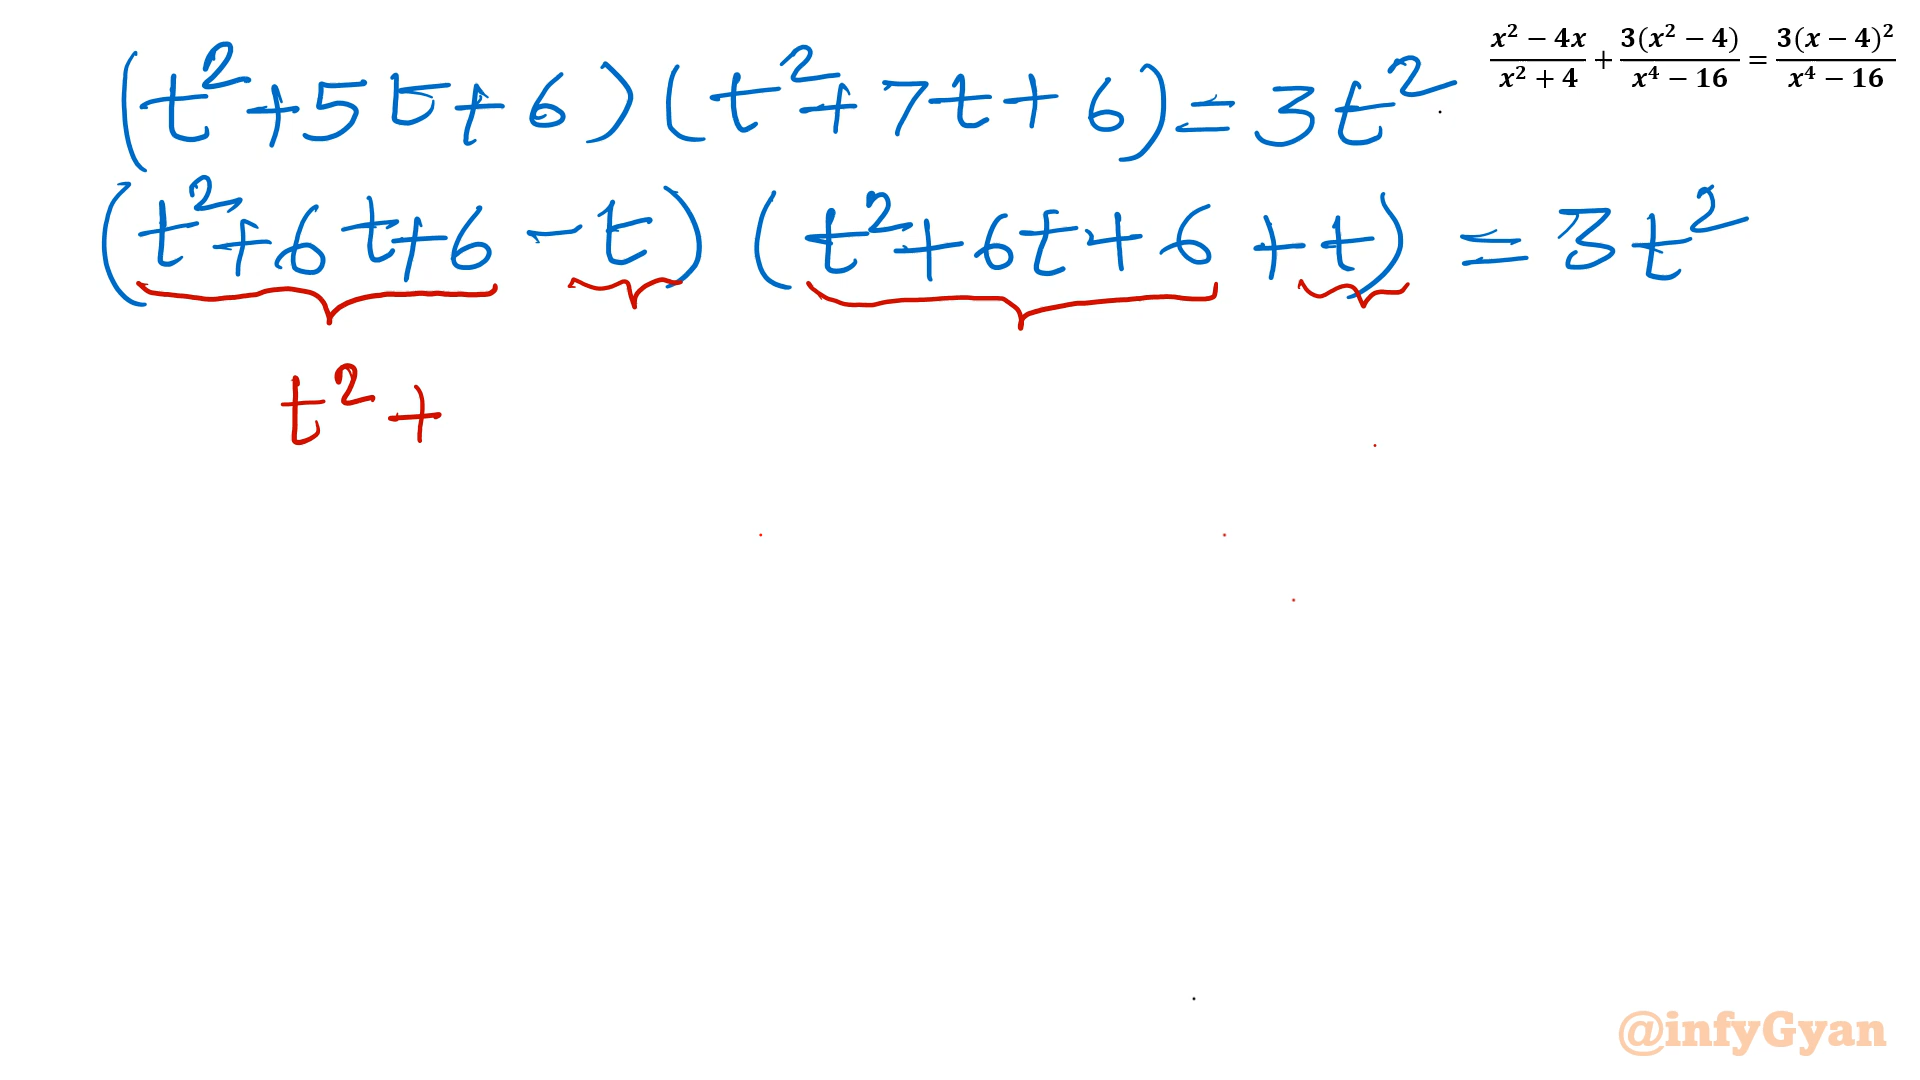 (t² + 5t + 6) (t² + 7t + 6) = 3t²
(x² − 4x)/(x² + 4) + 3(x² − 4)/(x⁴ − 16) = 3(x − 4)²/(x⁴ − 16)
(t² + 6t + 6 − t) (t² + 6t + 6 + t) = 3t²
t² +
@infyGyan